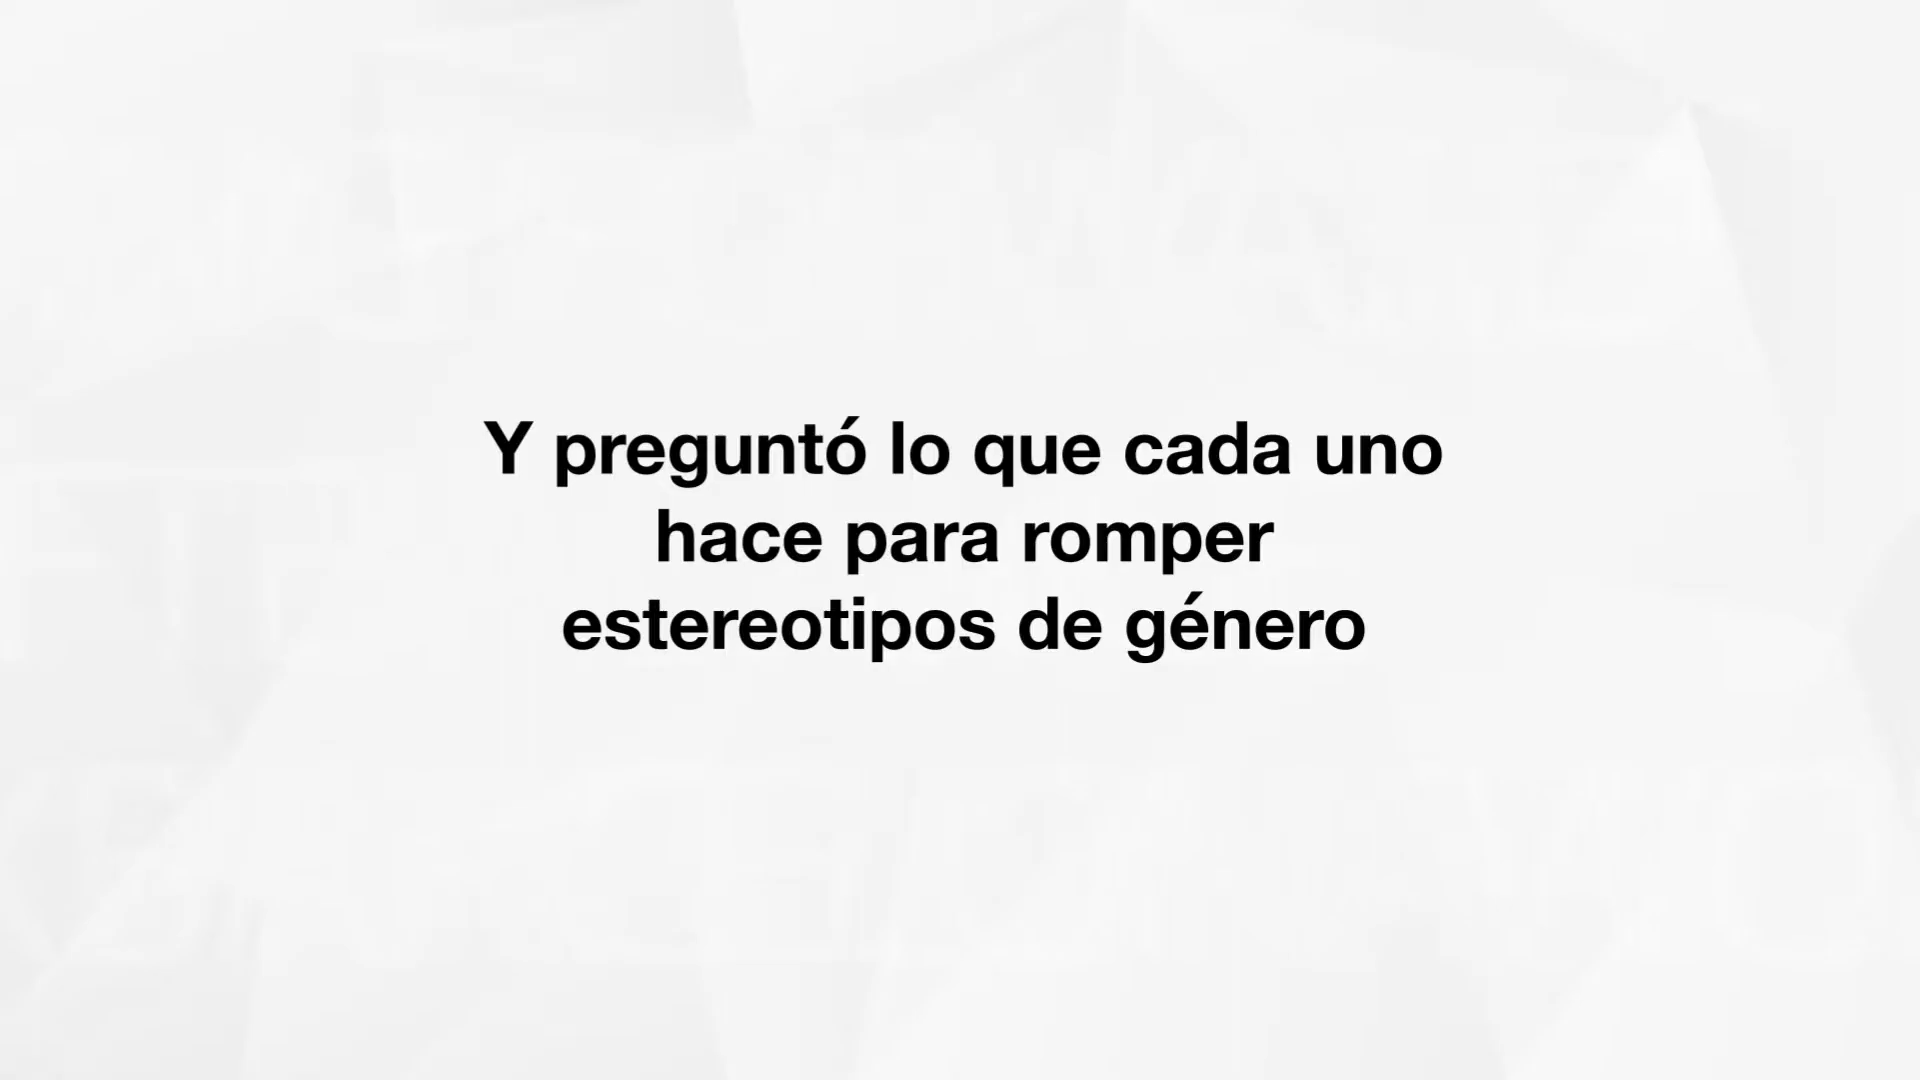 Y preguntó lo que cada uno
hace para romper
estereotipos de género